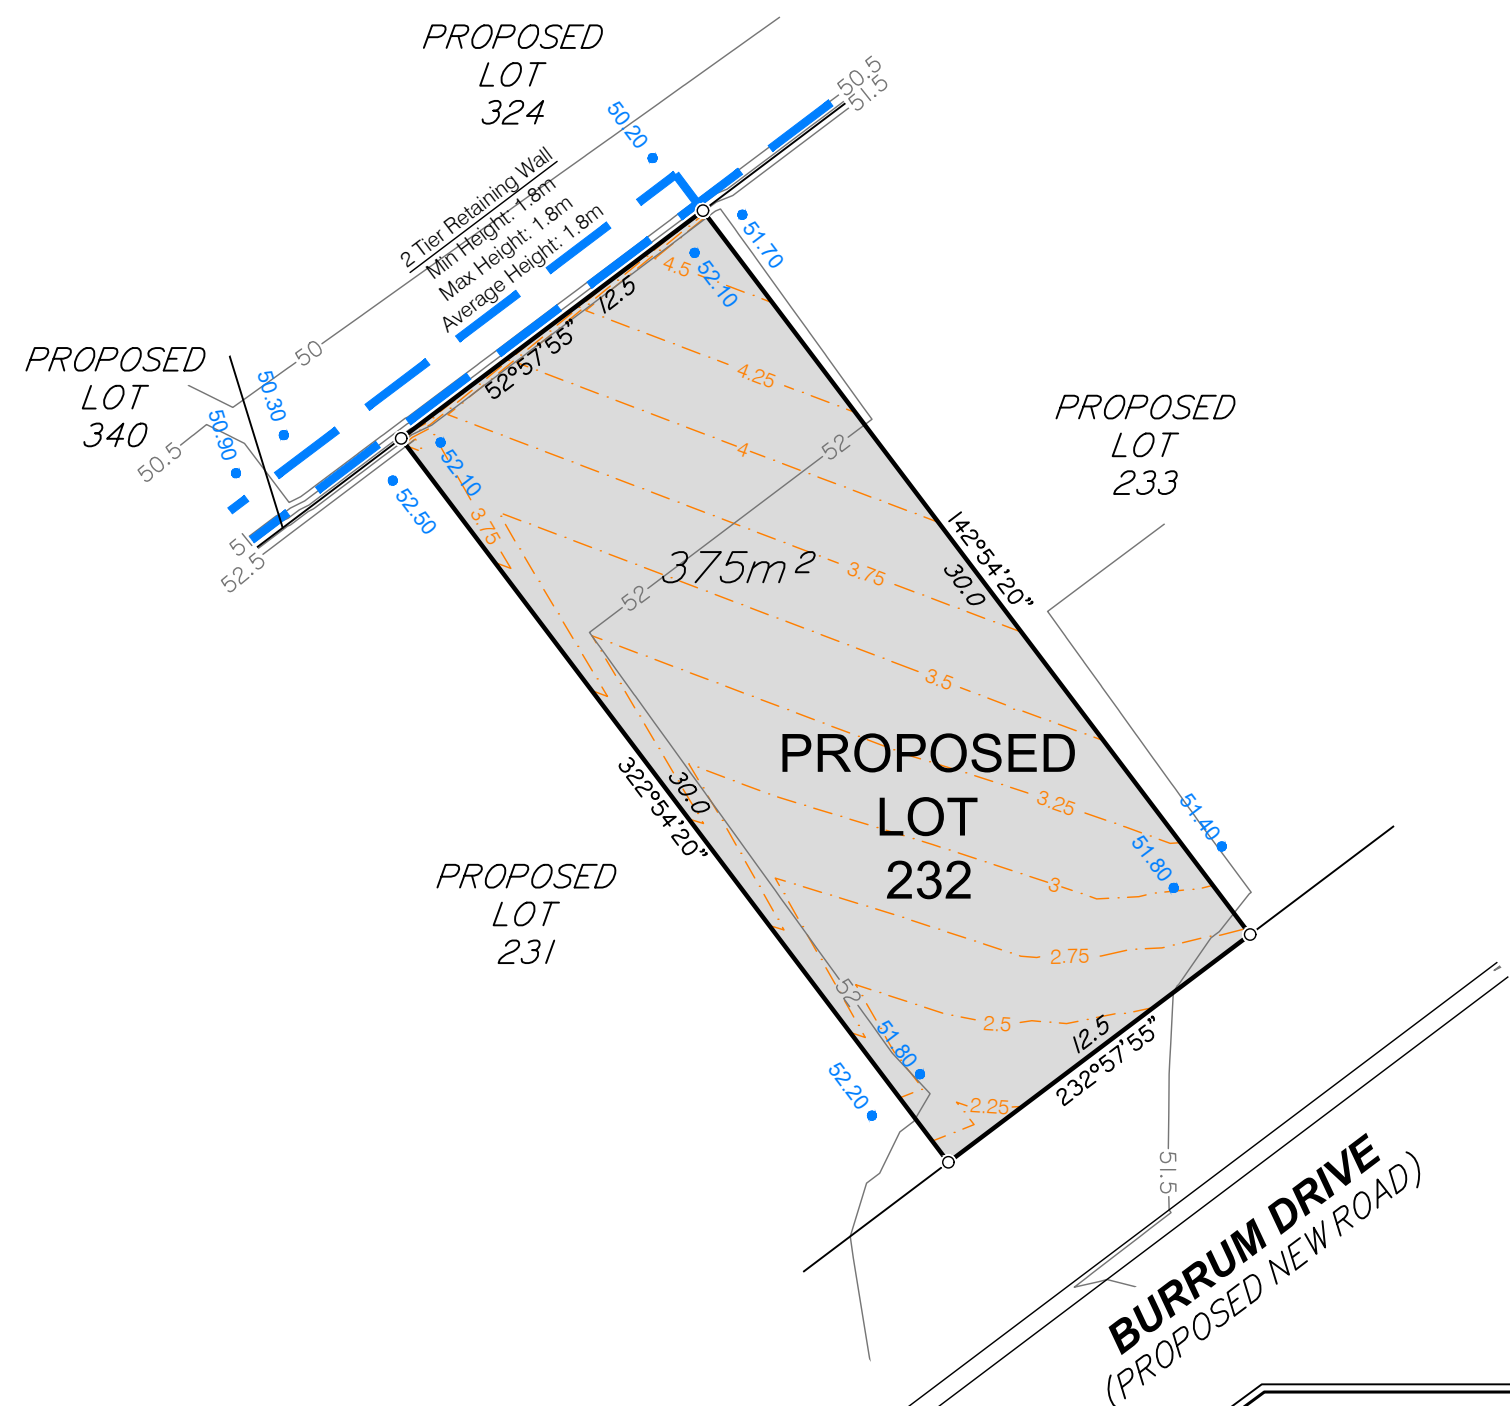 PROPOSED
LOT
324
50.5
51.5
50.20
2 Tier Retaining Wall
Min Height: 1.8m
Max Height: 1.8m
Average Height: 1.8m
51.70
52.10
4.5
12.5
52°57'55"
50
PROPOSED
LOT
340
50.30
50.90
50.5
51
52.5
52.10
52.50
4.25
4
52
3.75
3.75
375m²
52
142°54'20"
30.0
PROPOSED
LOT
233
3.5
PROPOSED
LOT
232
3.25
3
2.75
2.5
2.25
322°54'20"
30.0
51.40
51.80
PROPOSED
LOT
231
52
51.80
52.20
12.5
232°57'55"
51.5
BURRUM DRIVE
(PROPOSED NEW ROAD)